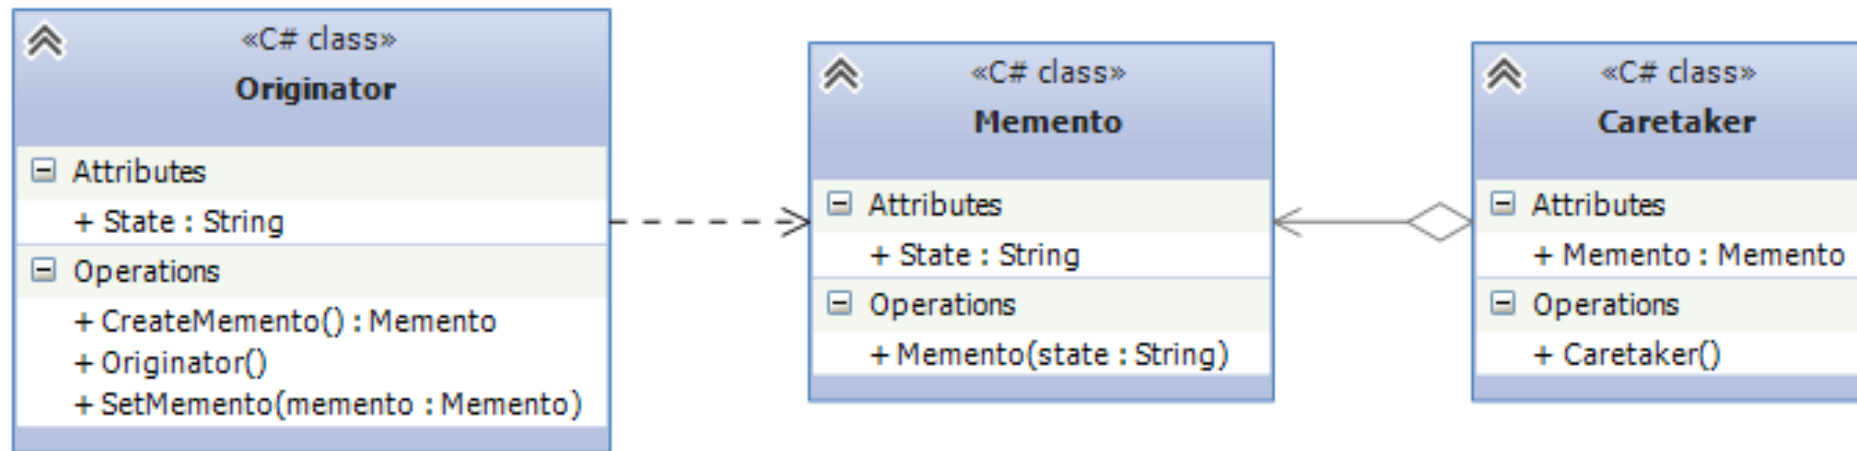 «C# class»
Originator
Attributes
+ State : String
Operations
+ CreateMemento() : Memento
+ Originator()
+ SetMemento(memento : Memento)
«C# class»
Memento
Attributes
+ State : String
Operations
+ Memento(state : String)
«C# class»
Caretaker
Attributes
+ Memento : Memento
Operations
+ Caretaker()